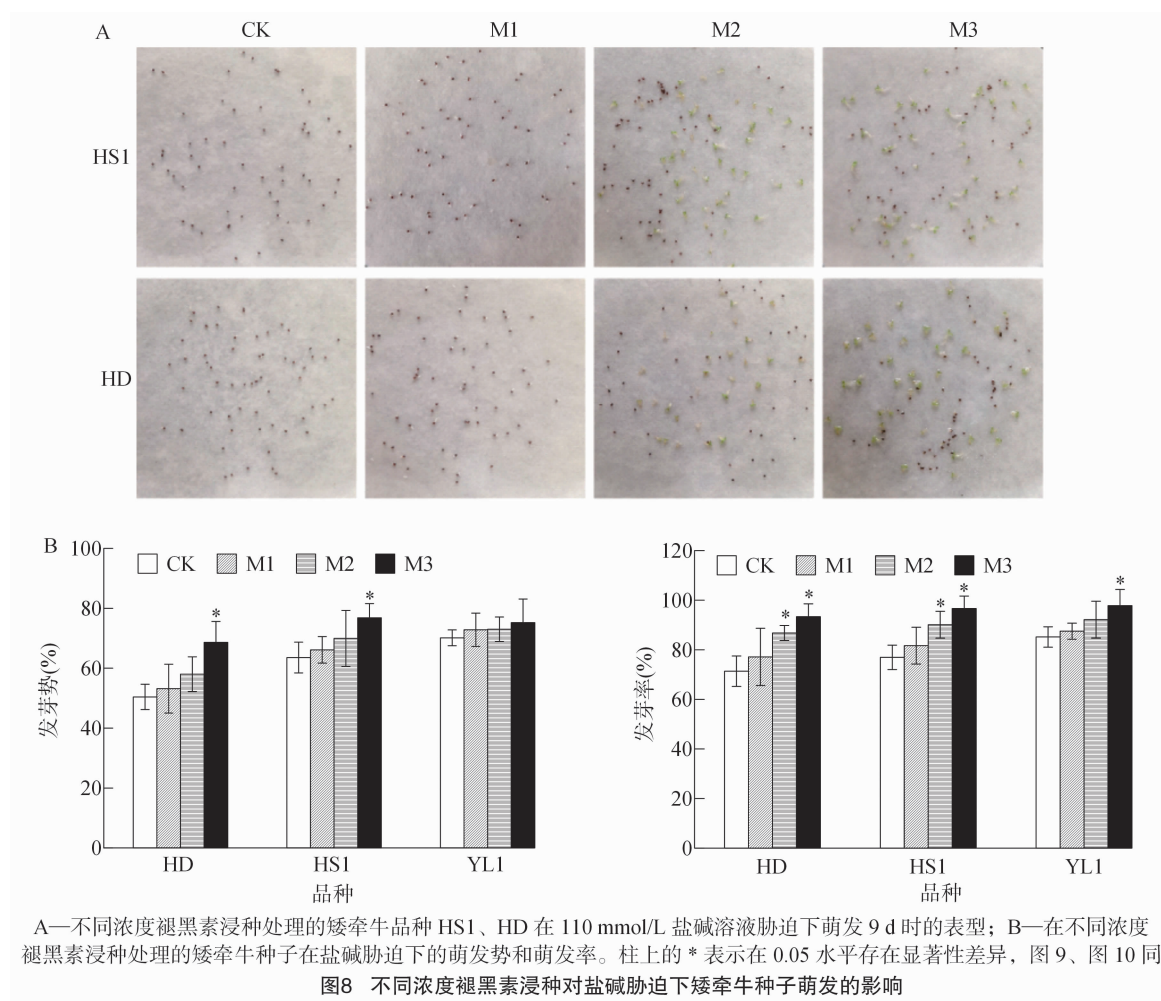 A
CK M1 M2 M3
HS1
HD
B
100
80
60
40
20
0
发芽势(%)
CK M1 M2 M3
* *
HD HS1 YL1
品种
120
100
80
60
40
20
0
发芽率(%)
CK M1 M2 M3
* * * * *
HD HS1 YL1
品种
A—不同浓度褪黑素浸种处理的矮牵牛品种 HS1、HD 在 110 mmol/L 盐碱溶液胁迫下萌发 9 d 时的表型；B—在不同浓度
褪黑素浸种处理的矮牵牛种子在盐碱胁迫下的萌发势和萌发率。柱上的 * 表示在 0.05 水平存在显著性差异，图 9、图 10 同
图8 不同浓度褪黑素浸种对盐碱胁迫下矮牵牛种子萌发的影响